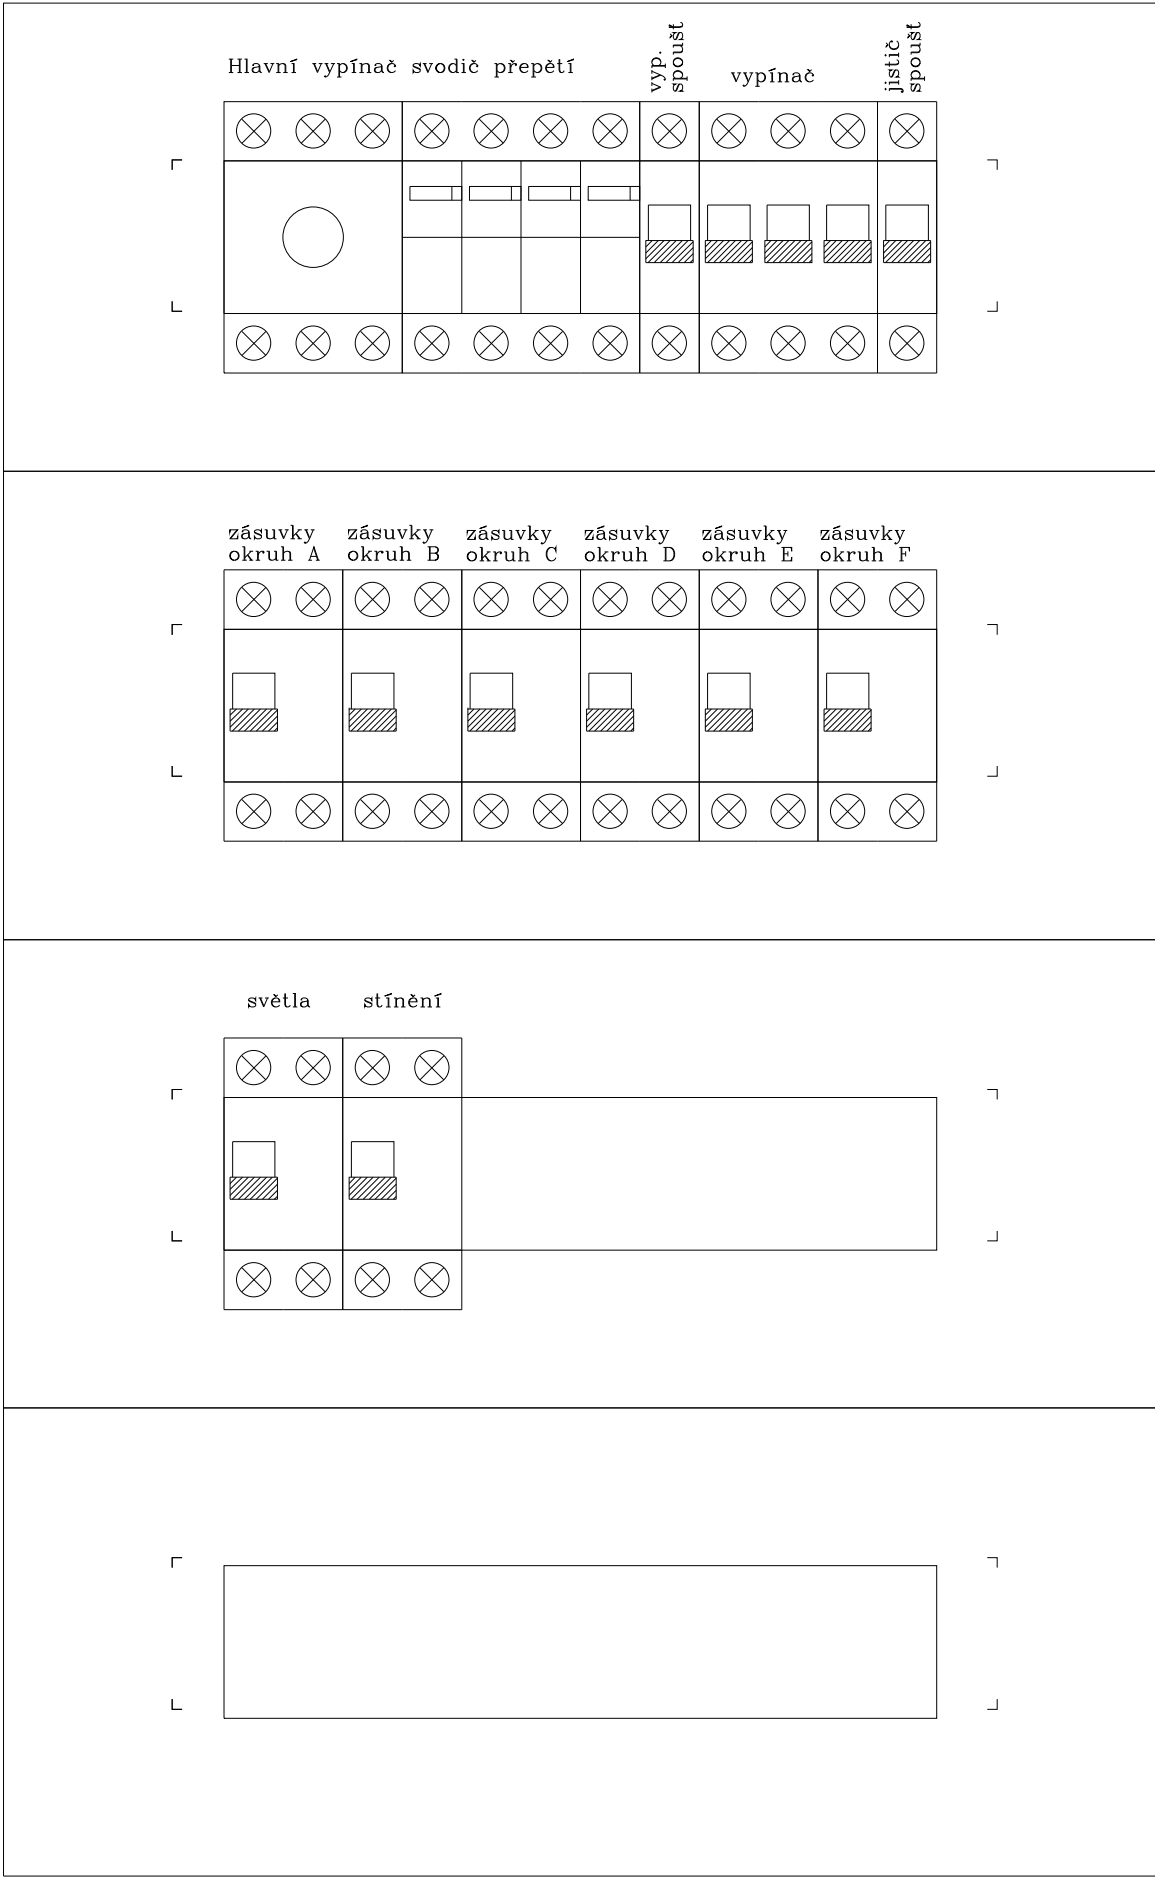 Hlavní vypínač
svodič přepětí
vyp.
spoušť
vypínač
jistič
spoušť
zásuvky
okruh A
zásuvky
okruh B
zásuvky
okruh C
zásuvky
okruh D
zásuvky
okruh E
zásuvky
okruh F
světla
stínění